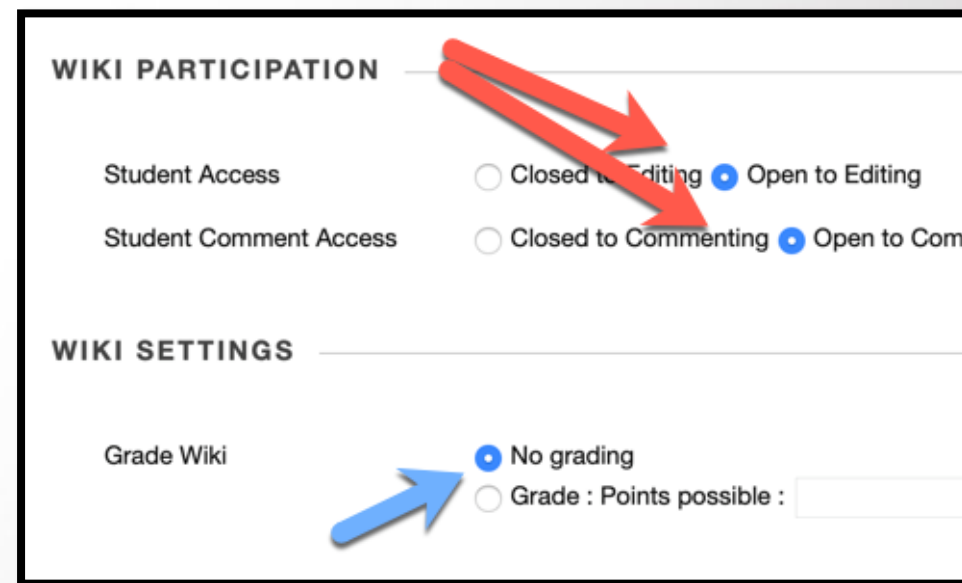 WIKI PARTICIPATION
Student Access Closed to Editing Open to Editing
Student Comment Access Closed to Commenting Open to Com
WIKI SETTINGS
Grade Wiki No grading
Grade : Points possible :